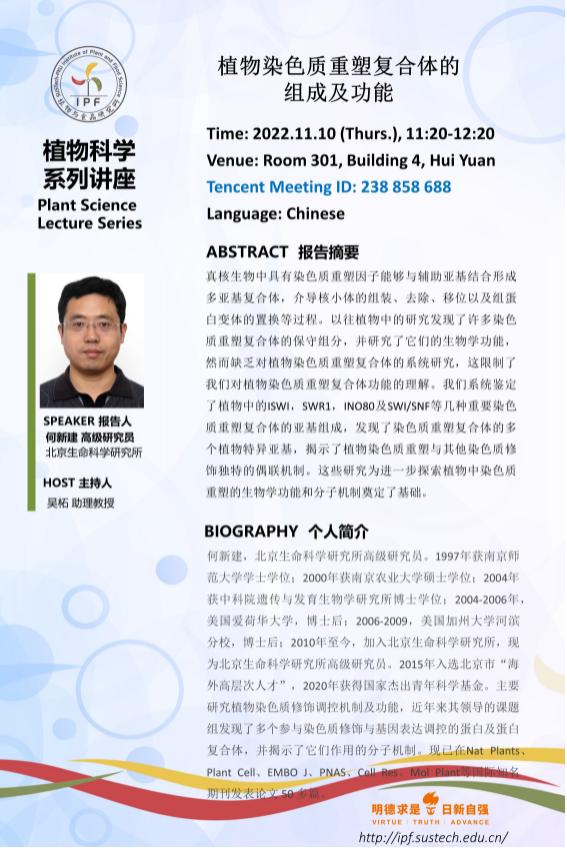 SUSTech-PKU Institute of Plant and Food Science
IPF
植物与食品研究所
植物科学
系列讲座
Plant Science
Lecture Series
植物染色质重塑复合体的
组成及功能
Time: 2022.11.10 (Thurs.), 11:20-12:20
Venue: Room 301, Building 4, Hui Yuan
Tencent Meeting ID: 238 858 688
Language: Chinese
SPEAKER 报告人
何新建 高级研究员
北京生命科学研究所
HOST 主持人
吴柘 助理教授
ABSTRACT 报告摘要
真核生物中具有染色质重塑因子能够与辅助亚基结合形成
多亚基复合体，介导核小体的组装、去除、移位以及组蛋
白变体的置换等过程。以往植物中的研究发现了许多染色
质重塑复合体的保守组分，并研究了它们的生物学功能，
然而缺乏对植物染色质重塑复合体的系统研究，这限制了
我们对植物染色质重塑复合体功能的理解。我们系统鉴定
了植物中的ISWI，SWR1，INO80及SWI/SNF等几种重要染色
质重塑复合体的亚基组成，发现了染色质重塑复合体的多
个植物特异亚基，揭示了植物染色质重塑与其他染色质修
饰独特的偶联机制。这些研究为进一步探索植物中染色质
重塑的生物学功能和分子机制奠定了基础。
BIOGRAPHY 个人简介
何新建，北京生命科学研究所高级研究员。1997年获南京师
范大学学士学位；2000年获南京农业大学硕士学位；2004年
获中科院遗传与发育生物学研究所博士学位；2004-2006年，
美国爱荷华大学，博士后；2006-2009，美国加州大学河滨
分校，博士后；2010年至今，加入北京生命科学研究所，现
为北京生命科学研究所高级研究员。2015年入选北京市“海
外高层次人才”，2020年获得国家杰出青年科学基金。主要
研究植物染色质修饰调控机制及功能，近年来其领导的课题
组发现了多个参与染色质修饰与基因表达调控的蛋白及蛋白
复合体，并揭示了它们作用的分子机制。现已在Nat Plants、
Plant Cell、EMBO J、PNAS、Cell Res、Mol Plant等国际知名
期刊发表论文 50 多篇。
明德求是 日新自强
VIRTUE TRUTH ADVANCE
http://ipf.sustech.edu.cn/